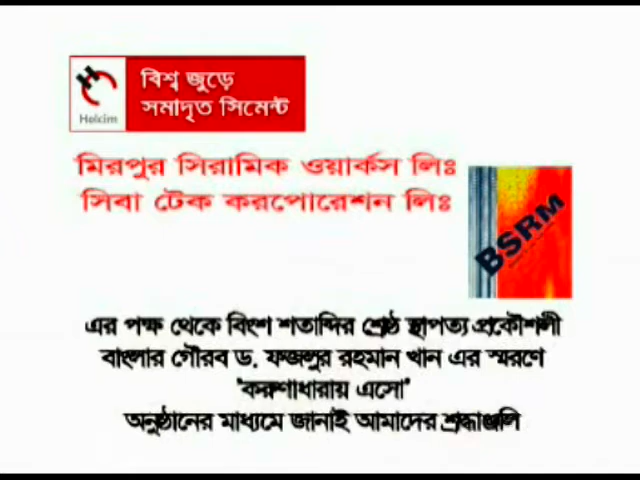 বিশ্ব জুড়ে
সমাদৃত সিমেন্ট
Holcim
মিরপুর সিরামিক ওয়ার্কস লিঃ
সিবা টেক করপোরেশন লিঃ
BSRM
এর পক্ষ থেকে বিংশ শতাব্দির শ্রেষ্ঠ স্থাপত্য প্রকৌশলী
বাংলার গৌরব ড. ফজলুর রহমান খান এর স্মরণে
"করুণাধারায় এসো"
অনুষ্ঠানের মাধ্যমে জানাই আমাদের শ্রদ্ধাঞ্জলি